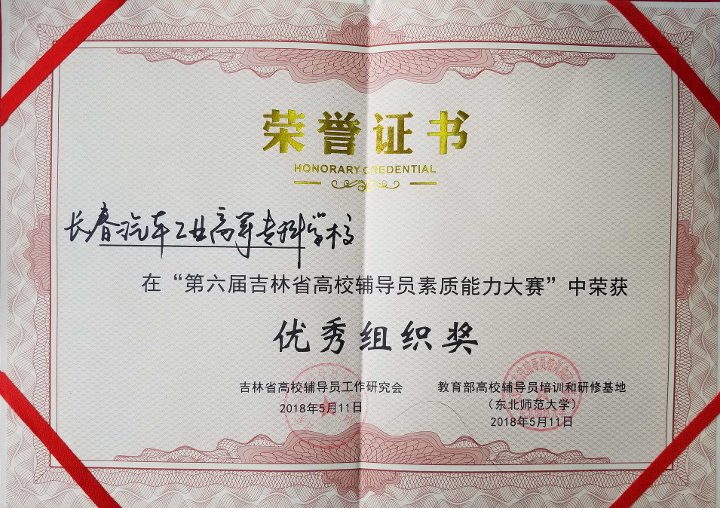 荣誉证书
HONORARY CREDENTIAL
长春汽车工业高等专科学校
在“第六届吉林省高校辅导员素质能力大赛”中荣获
优秀组织奖
吉林省高校辅导员工作研究会
2018年5月11日
教育部高校辅导员培训和研修基地
（东北师范大学）
2018年5月11日